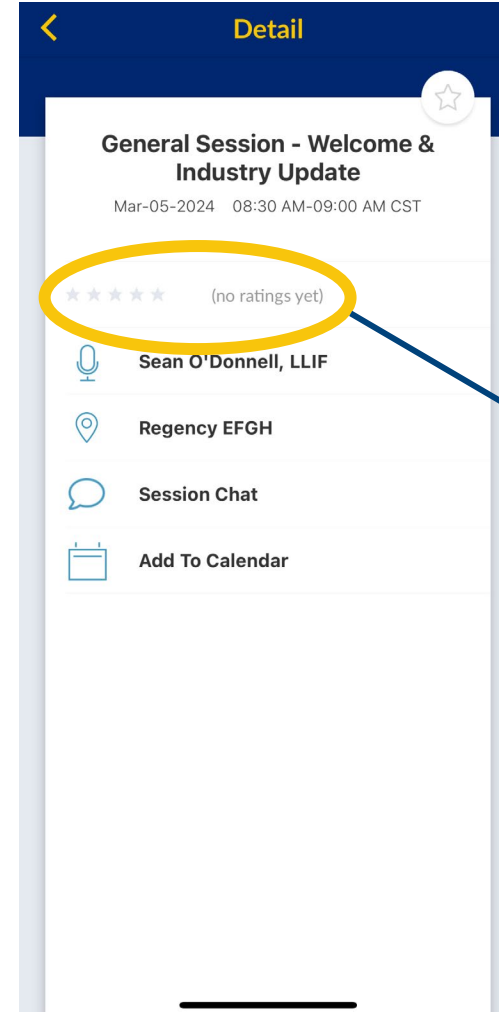 Detail
General Session - Welcome &
Industry Update
Mar-05-2024 08:30 AM-09:00 AM CST
(no ratings yet)
Sean O'Donnell, LLIF
Regency EFGH
Session Chat
Add To Calendar